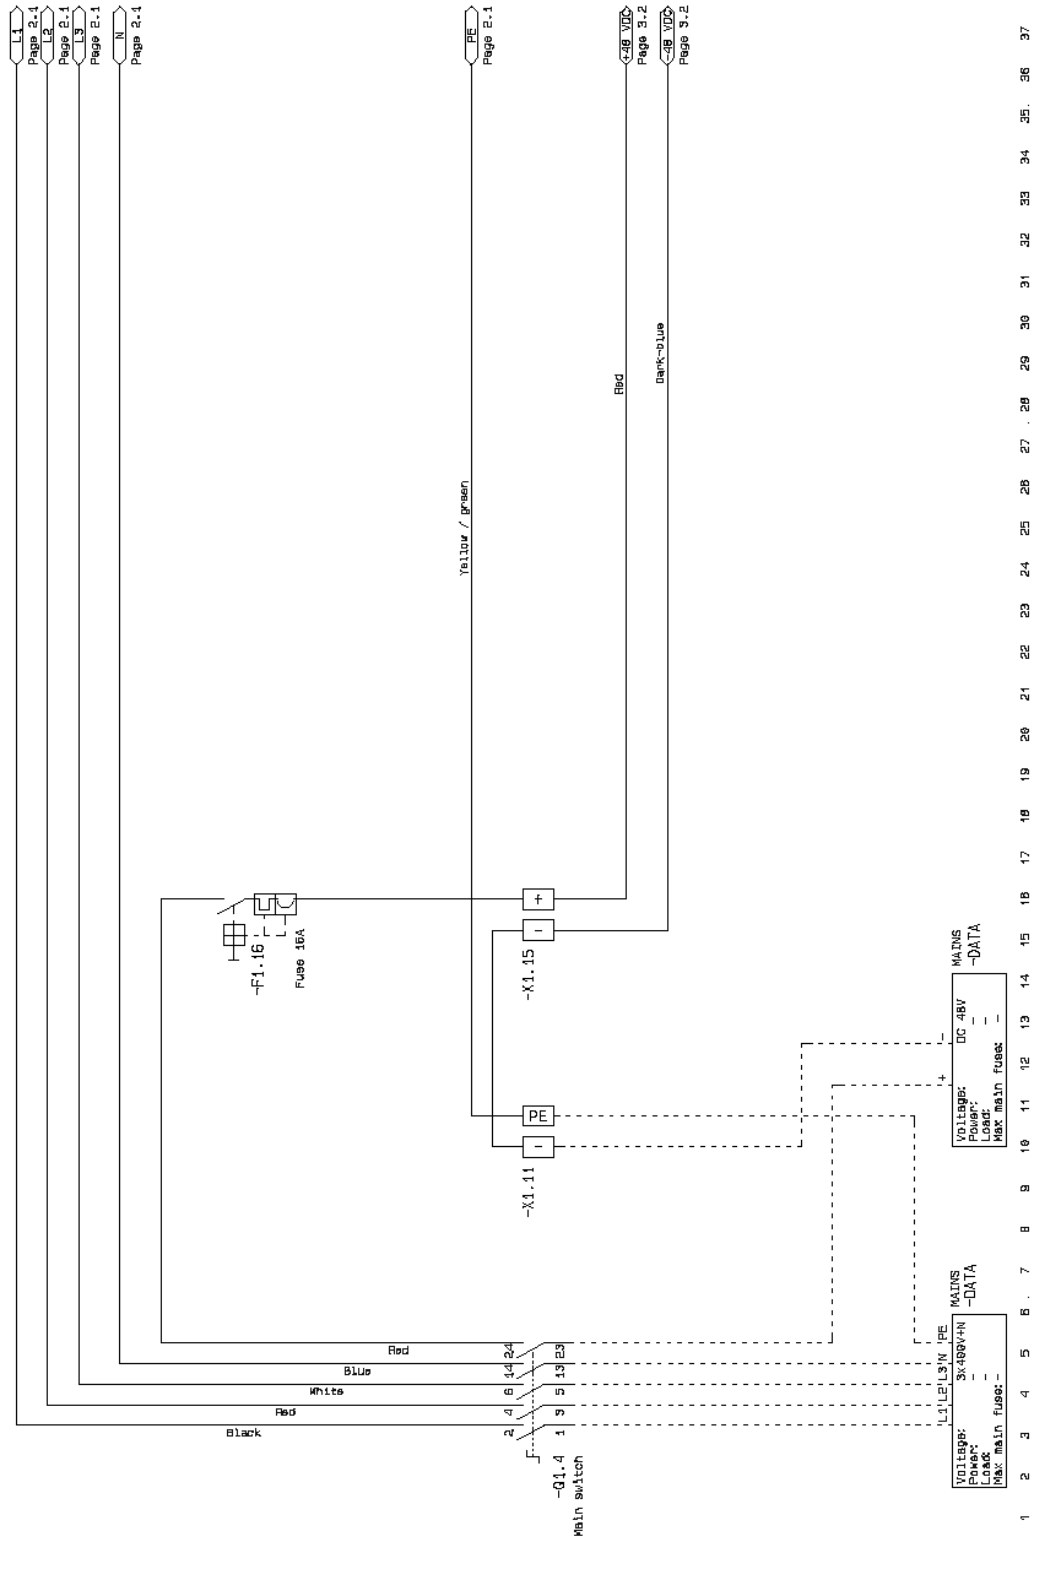 L1
Page 2.1
L2
Page 2.1
L3
Page 2.1
N
Page 2.1
PE
Page 2.1
+48 VDC
Page 3.2
-48 VDC
Page 3.2
Black
Red
White
Blue
Red
Yellow / green
Red
Dark-blue
-F1.16
Fuse 16A
-Q1.4
Main switch
2 4 6 14 24
1 3 5 13 23
-X1.11
- PE
-X1.15
- +
L1 L2 L3 N PE
MAINS
-DATA
Voltage: 3x400V+N
Power: -
Load: -
Max main fuse: -
+ -
MAINS
-DATA
Voltage: DC 48V
Power: -
Load: -
Max main fuse: -
1 2 3 4 5 6 7 8 9 10 11 12 13 14 15 16 17 18 19 20 21 22 23 24 25 26 27 28 29 30 31 32 33 34 35 36 37